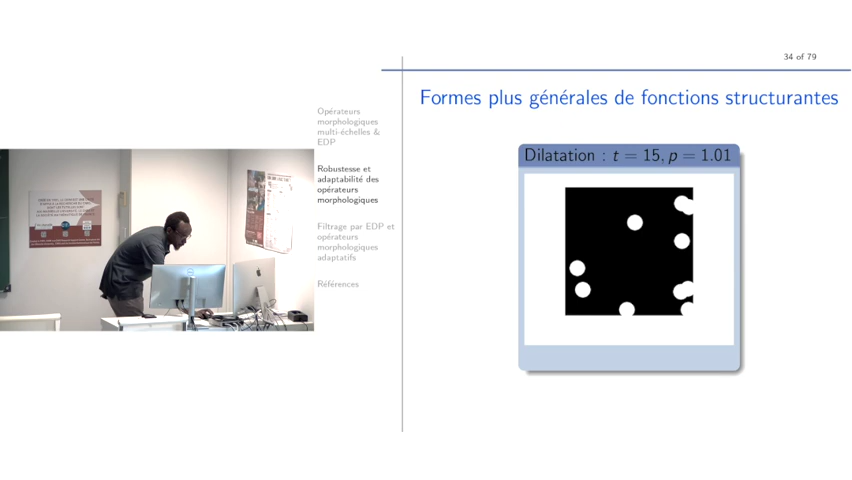 34 of 79
Formes plus générales de fonctions structurantes
Opérateurs
morphologiques
multi-échelles &
EDP
Robustesse et
adaptabilité des
opérateurs
morphologiques
Filtrage par EDP et
opérateurs
morphologiques
adaptatifs
Références
Dilatation : t = 15, p = 1.01